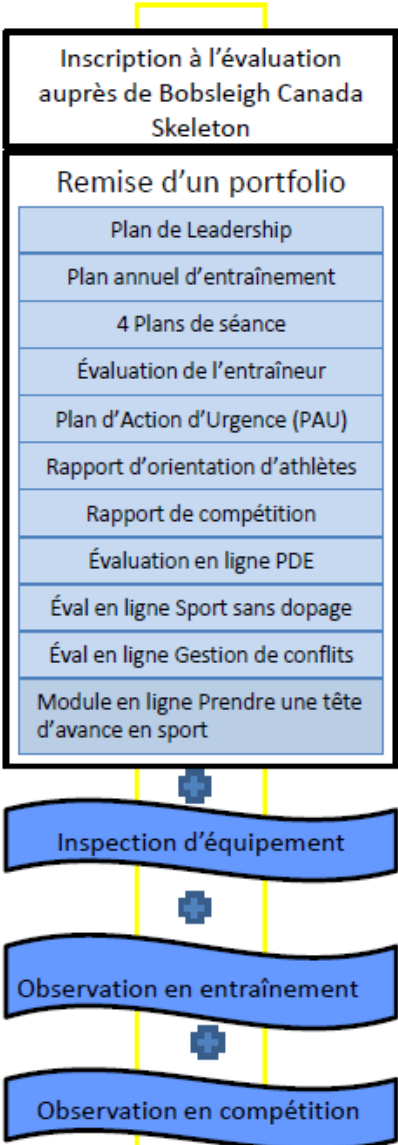 Inscription à l’évaluation
auprès de Bobsleigh Canada
Skeleton
Remise d’un portfolio
Plan de Leadership
Plan annuel d’entraînement
4 Plans de séance
Évaluation de l’entraîneur
Plan d’Action d’Urgence (PAU)
Rapport d’orientation d’athlètes
Rapport de compétition
Évaluation en ligne PDE
Éval en ligne Sport sans dopage
Éval en ligne Gestion de conflits
Module en ligne Prendre une tête
d’avance en sport
Inspection d’équipement
Observation en entraînement
Observation en compétition